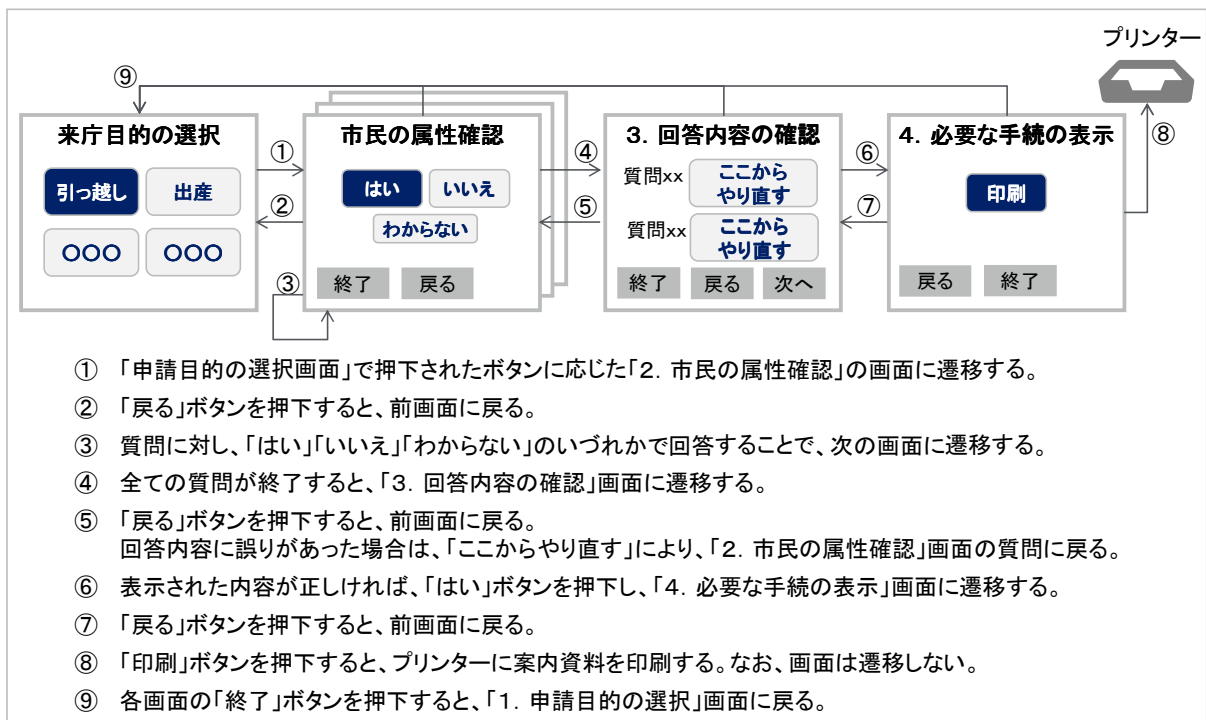 プリンター
⑨
来庁目的の選択
引っ越し
出産
○○○
○○○
①
②
市民の属性確認
はい
いいえ
わからない
終了
戻る
③
④
⑤
3．回答内容の確認
質問xx
ここから
やり直す
質問xx
ここから
やり直す
終了
戻る
次へ
⑥
⑦
4．必要な手続の表示
印刷
戻る
終了
⑧
① 「申請目的の選択画面」で押下されたボタンに応じた「2．市民の属性確認」の画面に遷移する。
② 「戻る」ボタンを押下すると、前画面に戻る。
③ 質問に対し、「はい」「いいえ」「わからない」のいづれかで回答することで、次の画面に遷移する。
④ 全ての質問が終了すると、「3．回答内容の確認」画面に遷移する。
⑤ 「戻る」ボタンを押下すると、前画面に戻る。
回答内容に誤りがあった場合は、「ここからやり直す」により、「2．市民の属性確認」画面の質問に戻る。
⑥ 表示された内容が正しければ、「はい」ボタンを押下し、「4．必要な手続の表示」画面に遷移する。
⑦ 「戻る」ボタンを押下すると、前画面に戻る。
⑧ 「印刷」ボタンを押下すると、プリンターに案内資料を印刷する。なお、画面は遷移しない。
⑨ 各画面の「終了」ボタンを押下すると、「1．申請目的の選択」画面に戻る。